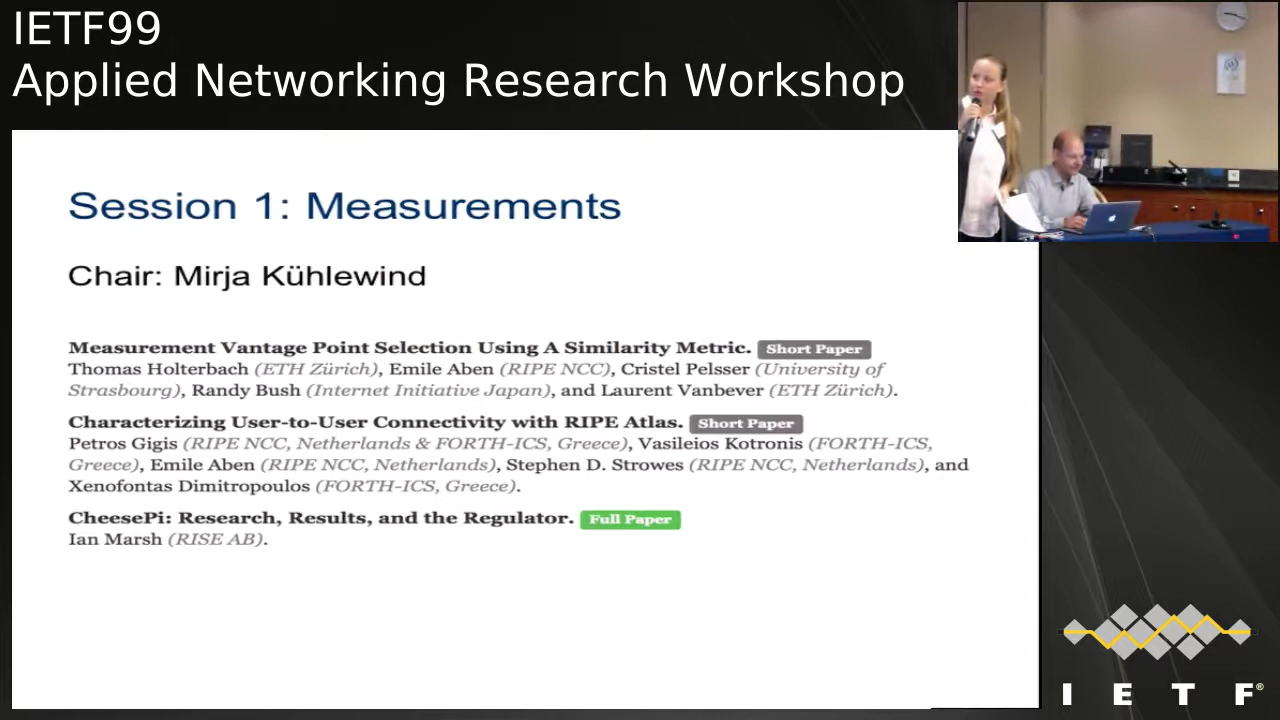 IETF99
Applied Networking Research Workshop
Session 1: Measurements
Chair: Mirja Kühlewind
Measurement Vantage Point Selection Using A Similarity Metric. Short Paper
Thomas Holterbach (ETH Zürich), Emile Aben (RIPE NCC), Cristel Pelsser (University of
Strasbourg), Randy Bush (Internet Initiative Japan), and Laurent Vanbever (ETH Zürich).
Characterizing User-to-User Connectivity with RIPE Atlas. Short Paper
Petros Gigis (RIPE NCC, Netherlands & FORTH-ICS, Greece), Vasileios Kotronis (FORTH-ICS,
Greece), Emile Aben (RIPE NCC, Netherlands), Stephen D. Strowes (RIPE NCC, Netherlands), and
Xenofontas Dimitropoulos (FORTH-ICS, Greece).
CheesePi: Research, Results, and the Regulator. Full Paper
Ian Marsh (RISE AB).
I E T F®